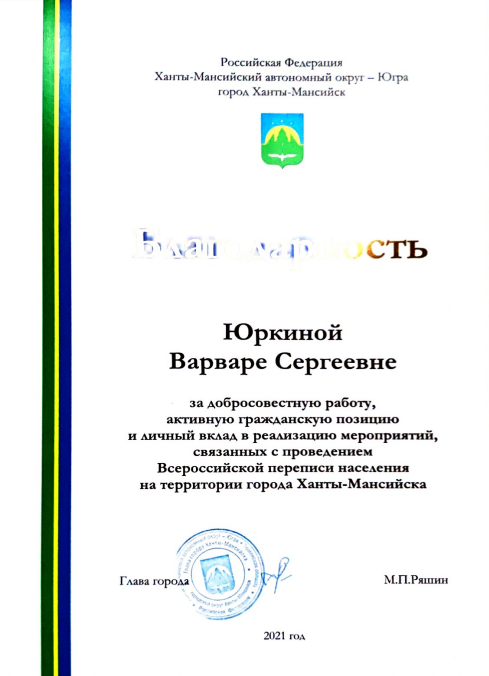 Российская Федерация
Ханты-Мансийский автономный округ – Югра
город Ханты-Мансийск
Благодарность
Юркиной
Варваре Сергеевне
за добросовестную работу,
активную гражданскую позицию
и личный вклад в реализацию мероприятий,
связанных с проведением
Всероссийской переписи населения
на территории города Ханты-Мансийска
Глава города
М.П.Ряшин
2021 год